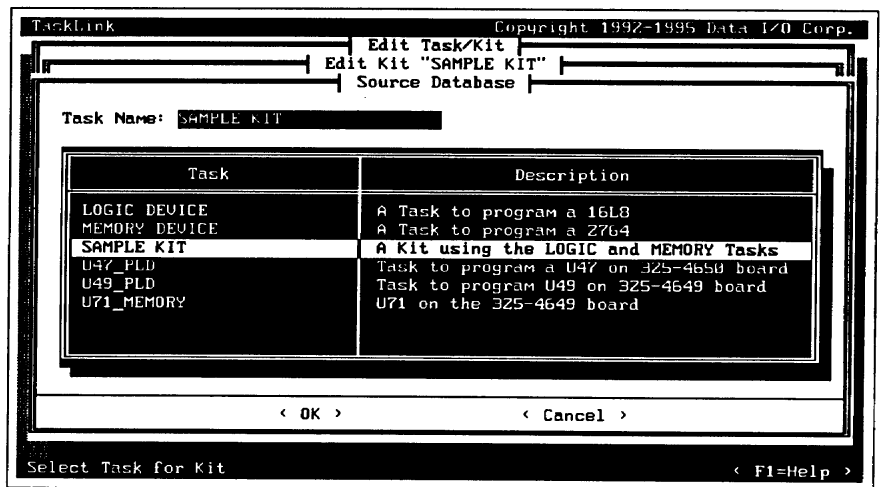 TaskLink Copyright 1992-1995 Data I/O Corp.
Edit Task/Kit
Edit Kit "SAMPLE KIT"
Source Database
Task Name: SAMPLE KIT
Task Description
LOGIC DEVICE A Task to program a 16L8
MEMORY DEVICE A Task to program a 2764
SAMPLE KIT A Kit using the LOGIC and MEMORY Tasks
U47_PLD Task to program a U47 on 325-4650 board
U49_PLD Task to program U49 on 325-4649 board
U71_MEMORY U71 on the 325-4649 board
< OK > < Cancel >
Select Task for Kit < F1=Help >